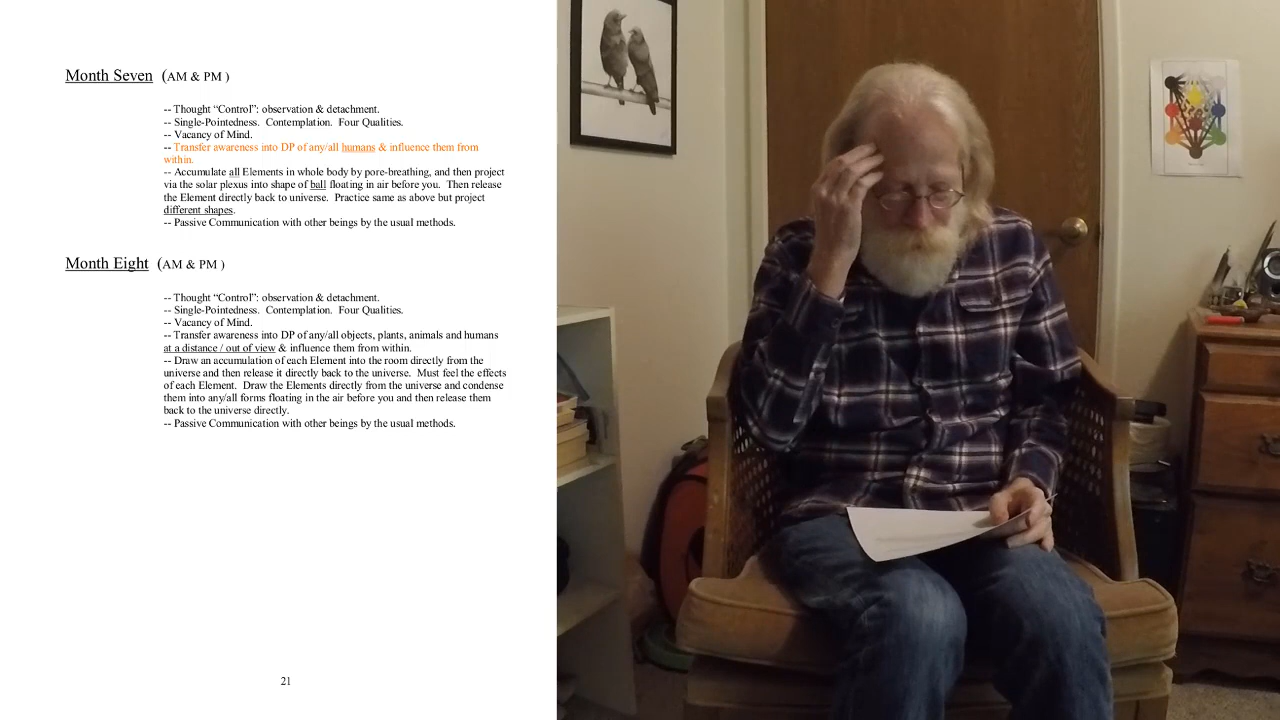 Month Seven (AM & PM )
-- Thought “Control”: observation & detachment.
-- Single-Pointedness. Contemplation. Four Qualities.
-- Vacancy of Mind.
-- Transfer awareness into DP of any/all humans & influence them from
within.
-- Accumulate all Elements in whole body by pore-breathing, and then project
via the solar plexus into shape of ball floating in air before you. Then release
the Element directly back to universe. Practice same as above but project
different shapes.
-- Passive Communication with other beings by the usual methods.
Month Eight (AM & PM )
-- Thought “Control”: observation & detachment.
-- Single-Pointedness. Contemplation. Four Qualities.
-- Vacancy of Mind.
-- Transfer awareness into DP of any/all objects, plants, animals and humans
at a distance / out of view & influence them from within.
-- Draw an accumulation of each Element into the room directly from the
universe and then release it directly back to the universe. Must feel the effects
of each Element. Draw the Elements directly from the universe and condense
them into any/all forms floating in the air before you and then release them
back to the universe directly.
-- Passive Communication with other beings by the usual methods.
21